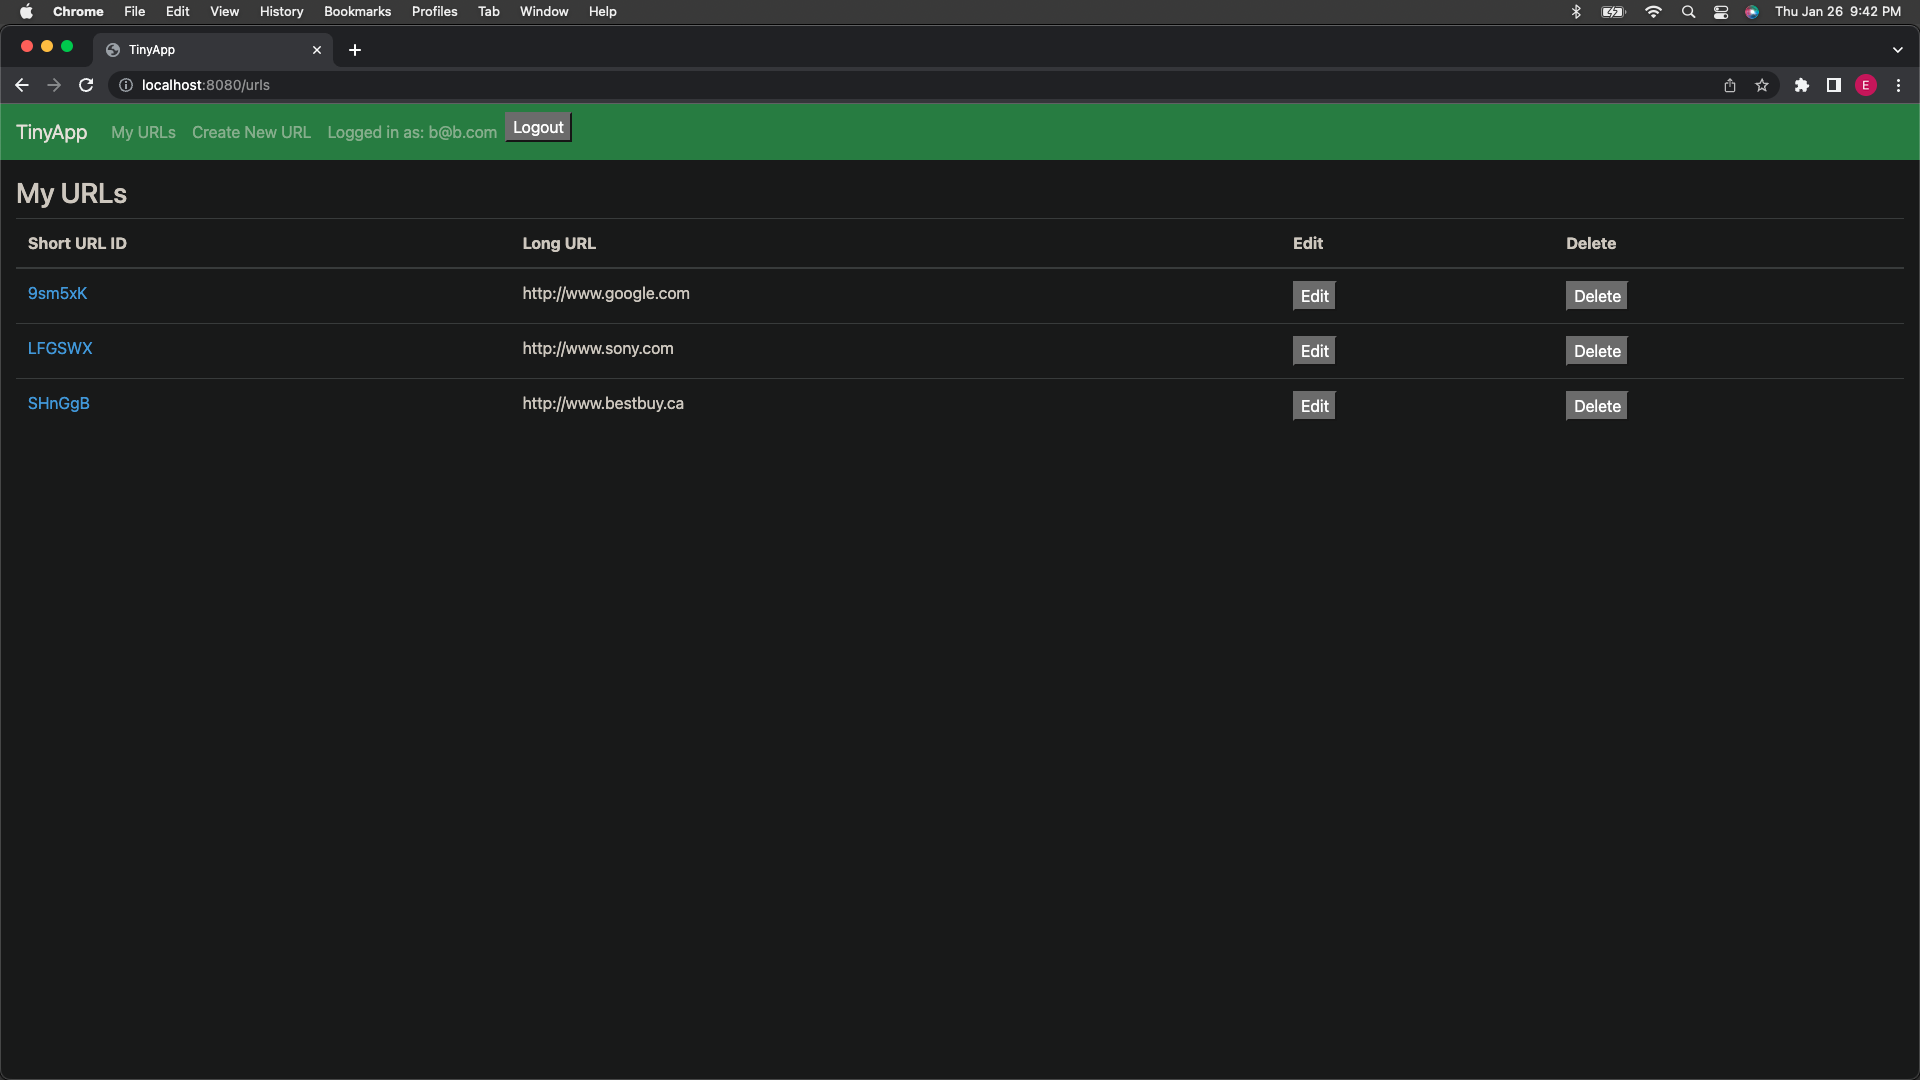 Chrome File Edit View History Bookmarks Profiles Tab Window Help Thu Jan 26 9:42 PM
TinyApp
localhost:8080/urls E
TinyApp My URLs Create New URL Logged in as: b@b.com Logout
My URLs
Short URL ID Long URL Edit Delete
9sm5xK http://www.google.com Edit Delete
LFGSWX http://www.sony.com Edit Delete
SHnGgB http://www.bestbuy.ca Edit Delete